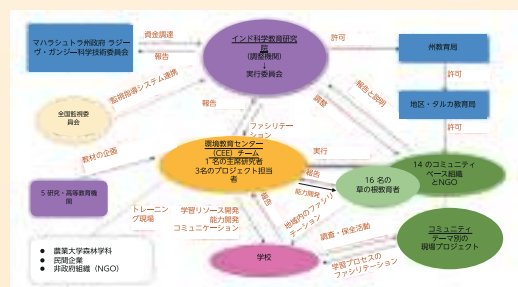 マハラシュトラ州政府 ラジー
ヴ・ガンジー科学技術委員会
資金調達
報告
インド科学教育研究
院
(調整機関)
↓
実行委員会
許可
州教育局
許可
地区・タルカ教育局
許可
全国監視委
員会
監視指導システム連携
報告
ファシリテー
ション
調整
報告と説明
教材の企画
環境教育センター
(CEE)チーム
1 名の主席研究者
3名のプロジェクト担当
者
実行
報告
能力開発
14 のコミュニティ
ベース組織
とNGO
16 名の
草の根教育者
5 研究・高等教育機
関
トレーニ
ング現場
学習リソース開発
能力開発
コミュニケーション
報告
地域内のファシリ
テーション
調査・保全活動
コミュニティ
テーマ別の
現場プロジェクト
● 農業大学森林学科
● 民間企業
● 非政府組織(NGO)
学校
学習プロセスの
ファシリテーション